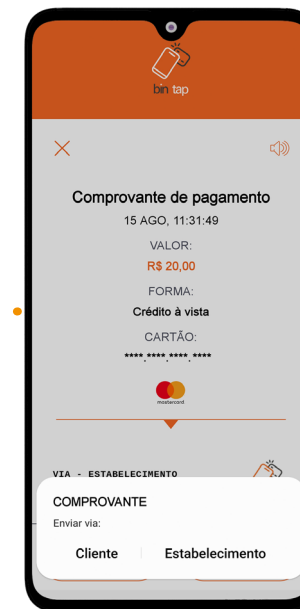 bin tap
Comprovante de pagamento
15 AGO, 11:31:49
VALOR:
R$ 20,00
FORMA:
Crédito à vista
CARTÃO:
****.****.****.****
mastercard
VIA - ESTABELECIMENTO
COMPROVANTE
Enviar via:
Cliente
Estabelecimento